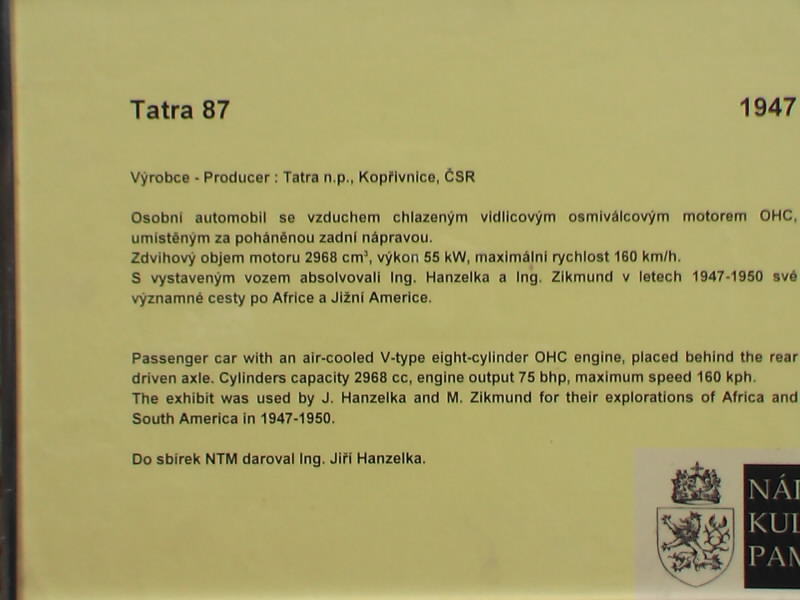 Tatra 87 1947
Výrobce - Producer : Tatra n.p., Kopřivnice, ČSR
Osobní automobil se vzduchem chlazeným vidlicovým osmiválcovým motorem OHC,
umístěným za poháněnou zadní nápravou.
Zdvihový objem motoru 2968 cm³, výkon 55 kW, maximální rychlost 160 km/h.
S vystaveným vozem absolvovali Ing. Hanzelka a Ing. Zikmund v letech 1947-1950 své
významné cesty po Africe a Jižní Americe.
Passenger car with an air-cooled V-type eight-cylinder OHC engine, placed behind the rear
driven axle. Cylinders capacity 2968 cc, engine output 75 bhp, maximum speed 160 kph.
The exhibit was used by J. Hanzelka and M. Zikmund for their explorations of Africa and
South America in 1947-1950.
Do sbírek NTM daroval Ing. Jiří Hanzelka.